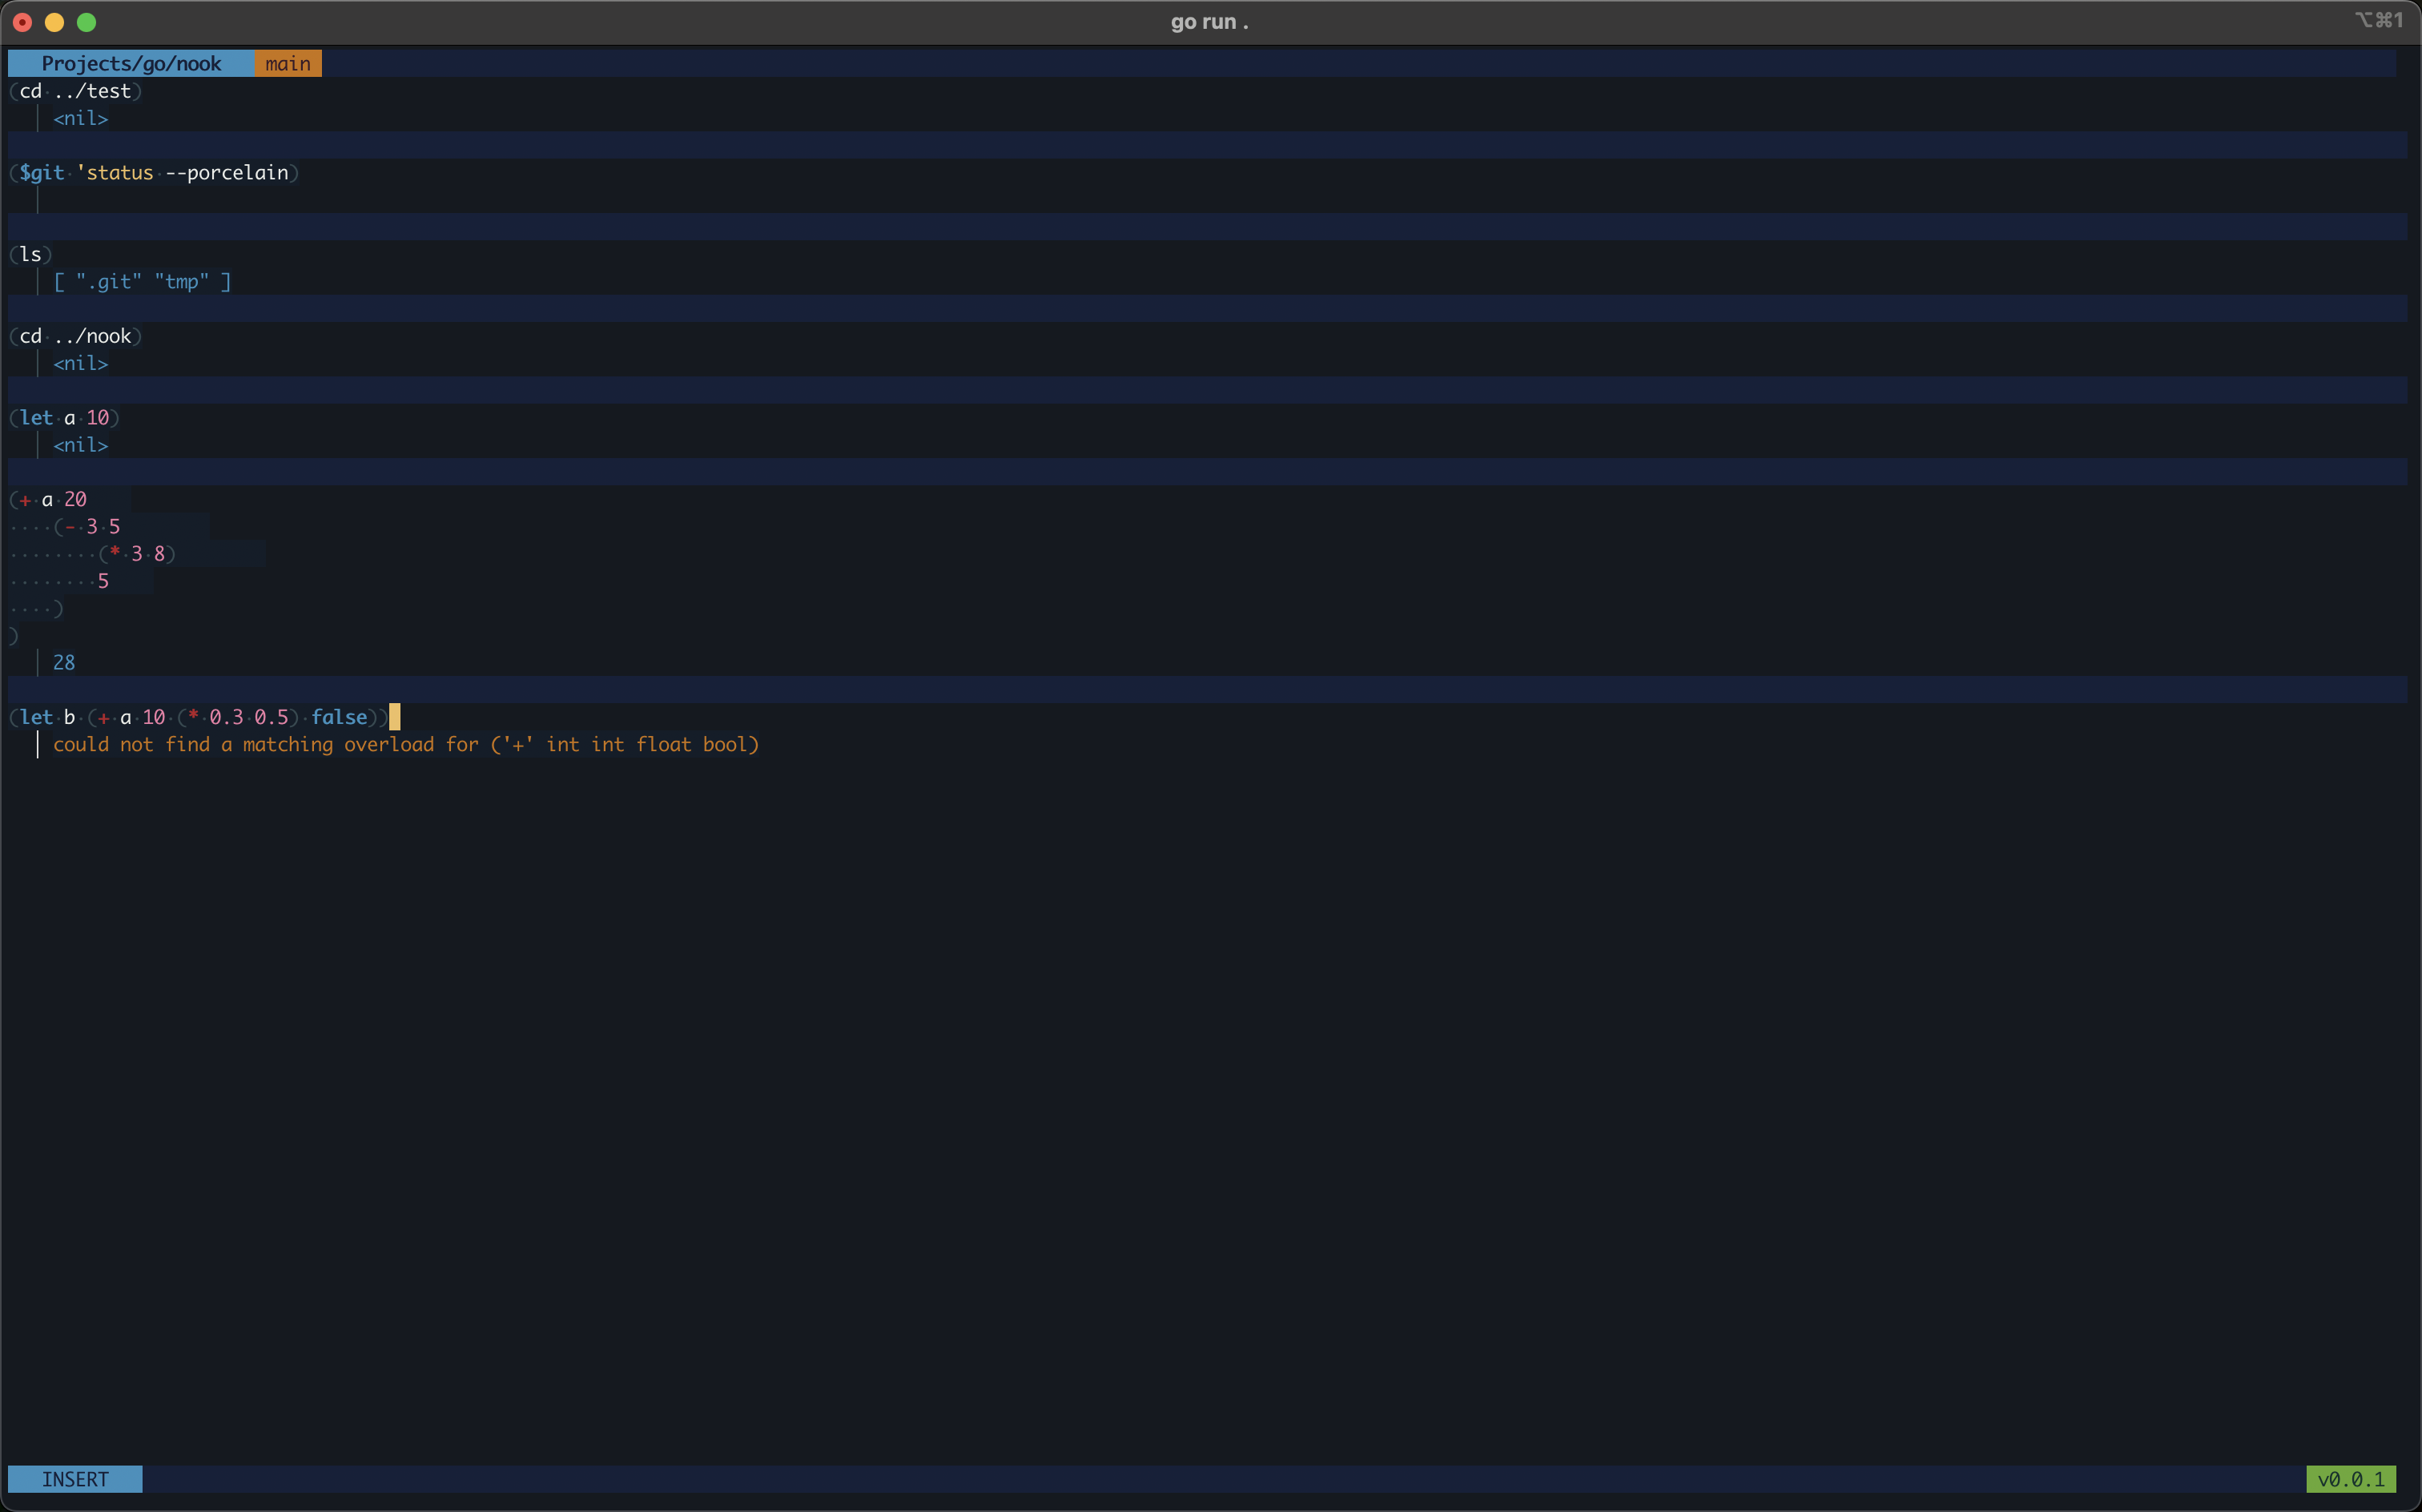 go run .
⌥⌘1
Projects/go/nook main
(cd ../test)
<nil>
($git 'status --porcelain)
(ls)
[ ".git" "tmp" ]
(cd ../nook)
<nil>
(let a 10)
<nil>
(+ a 20
····(- 3 5
········(* 3 8)
········5
····)
)
28
(let b (+ a 10 (* 0.3 0.5) false))
could not find a matching overload for ('+' int int float bool)
INSERT
v0.0.1